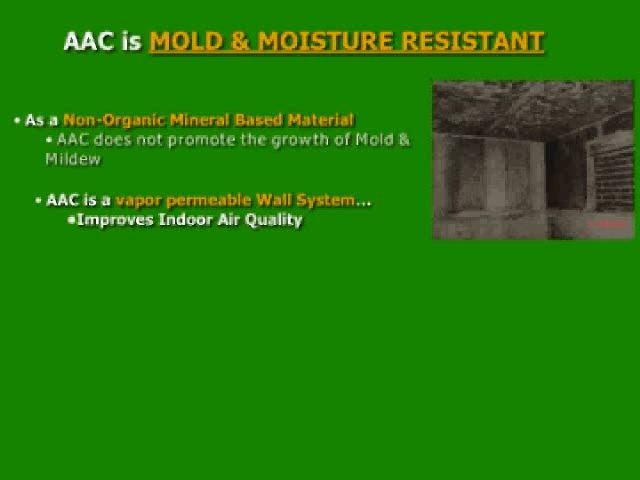 AAC is MOLD & MOISTURE RESISTANT
• As a Non-Organic Mineral Based Material
• AAC does not promote the growth of Mold &
Mildew
• AAC is a vapor permeable Wall System...
•Improves Indoor Air Quality